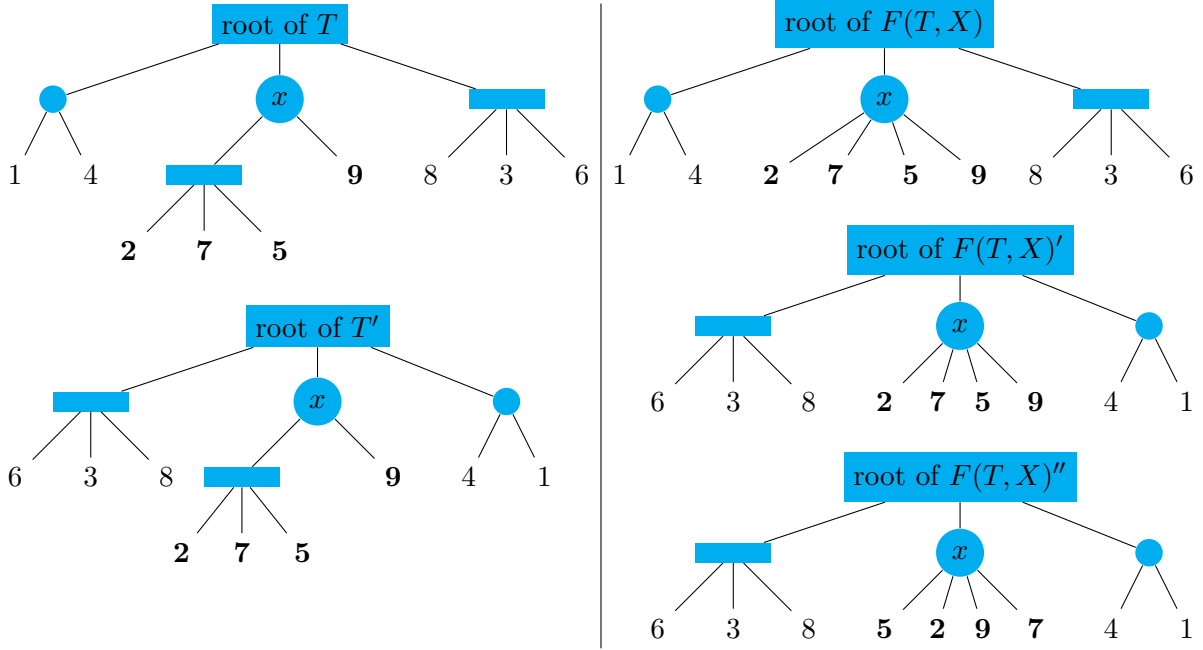 root of T
x
1 4 9 8 3 6
2 7 5
root of T′
x
6 3 8 9 4 1
2 7 5
root of F(T, X)
x
1 4 2 7 5 9 8 3 6
root of F(T, X)′
x
6 3 8 2 7 5 9 4 1
root of F(T, X)′′
x
6 3 8 5 2 9 7 4 1